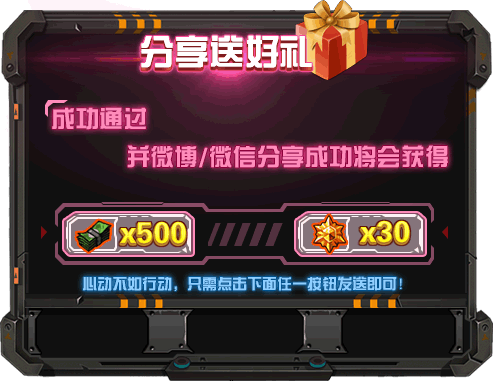 分享送好礼
成功通过
并微博/微信分享成功将会获得
x500
x30
心动不如行动，只需点击下面任一按钮发送即可!